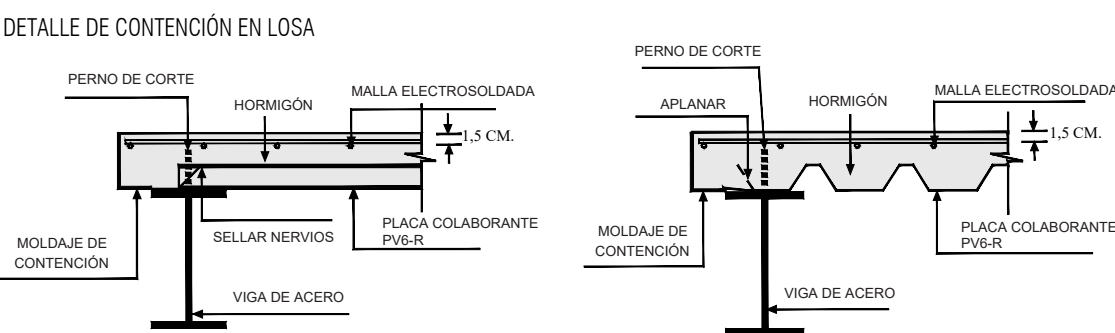 DETALLE DE CONTENCIÓN EN LOSA
PERNO DE CORTE
HORMIGÓN
MALLA ELECTROSOLDADA
1,5 CM.
MOLDAJE DE
CONTENCIÓN
SELLAR NERVIOS
PLACA COLABORANTE
PV6-R
VIGA DE ACERO
PERNO DE CORTE
APLANAR
HORMIGÓN
MALLA ELECTROSOLDADA
1,5 CM.
MOLDAJE DE
CONTENCIÓN
PLACA COLABORANTE
PV6-R
VIGA DE ACERO